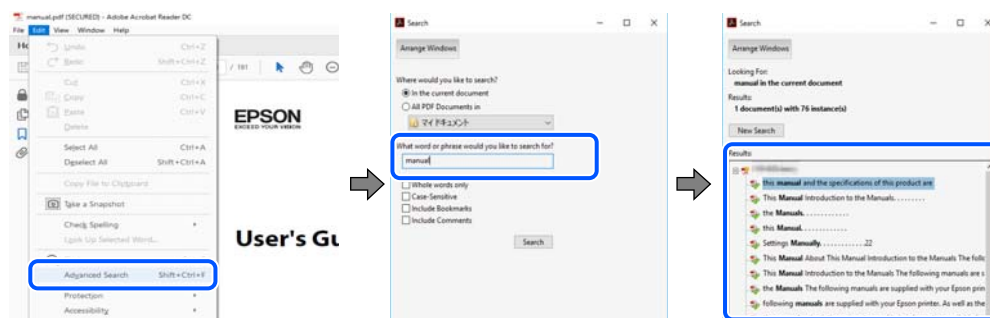 manual.pdf (SECURED) - Adobe Acrobat Reader DC
File Edit View Window Help
Undo Ctrl+Z
Redo Shift+Ctrl+Z
Cut Ctrl+X
Copy Ctrl+C
Paste Ctrl+V
Delete
Select All Ctrl+A
Deselect All Shift+Ctrl+A
Copy File to Clipboard
Take a Snapshot
Check Spelling
Look Up Selected Word...
Advanced Search Shift+Ctrl+F
Protection
Accessibility
/ 181
EPSON
EXCEED YOUR VISION
User's Gu
Search
Arrange Windows
Where would you like to search?
In the current document
All PDF Documents in
マイ ドキュメント
What word or phrase would you like to search for?
manual
Whole words only
Case-Sensitive
Include Bookmarks
Include Comments
Search
Search
Arrange Windows
Looking For:
manual in the current document
Results:
1 document(s) with 76 instance(s)
New Search
Results:
this manual and the specifications of this product are
This Manual Introduction to the Manuals. . . . . . . . .
the Manuals. . . . . . . . . . . .
this Manual. . . . . . . . . . . .
Settings Manually. . . . . . . . . . . .22
This Manual About This Manual Introduction to the Manuals The follo
This Manual Introduction to the Manuals The following manuals are s
the Manuals The following manuals are supplied with your Epson prin
following manuals are supplied with your Epson printer. As well as the